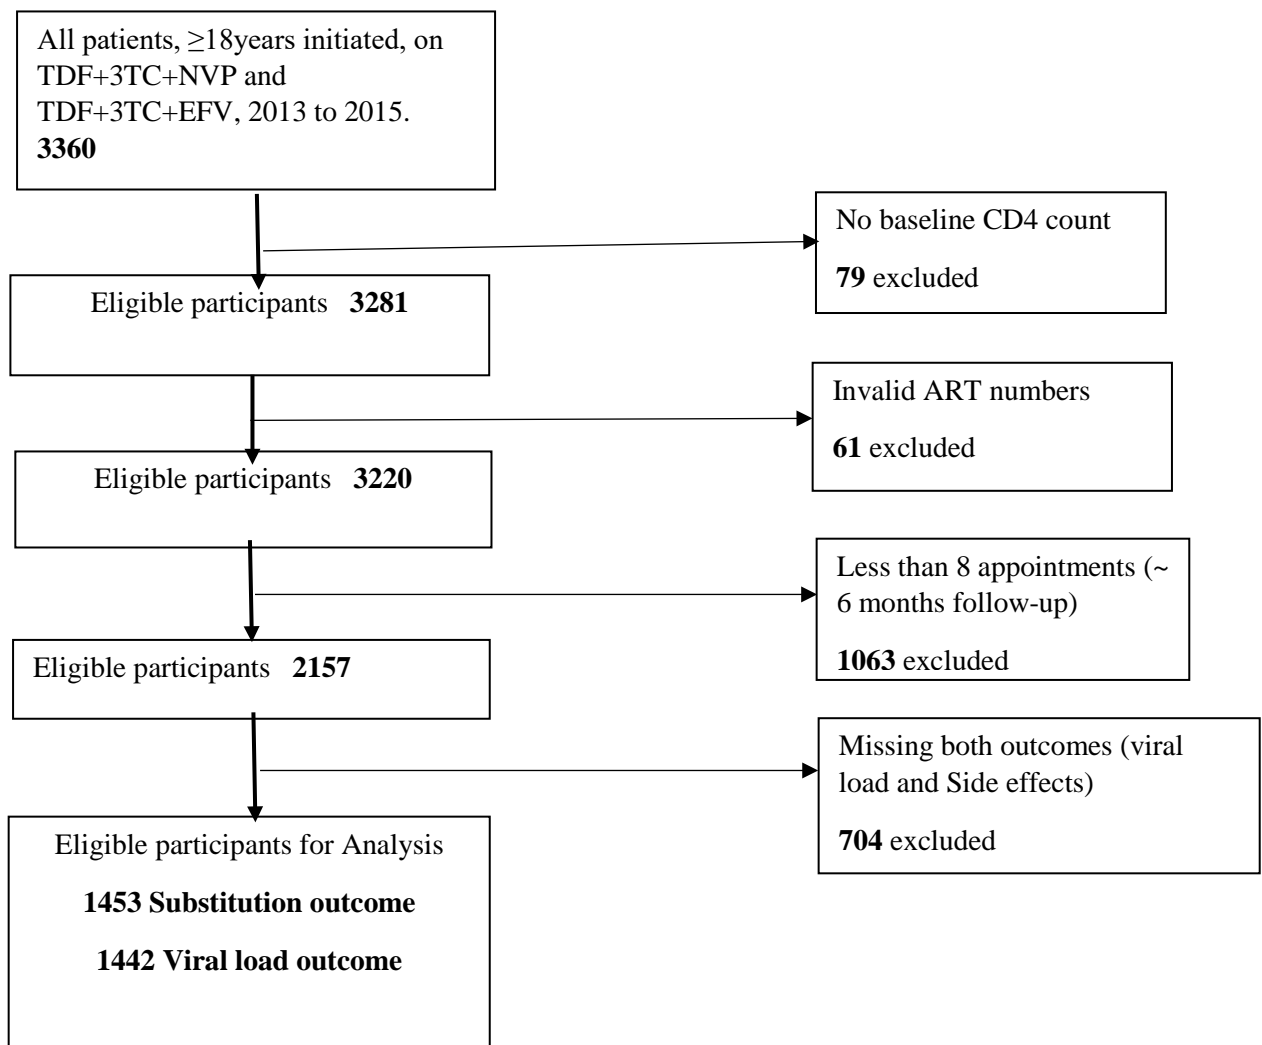 All patients, ≥18years initiated, on
TDF+3TC+NVP and
TDF+3TC+EFV, 2013 to 2015.
3360
No baseline CD4 count
79 excluded
Eligible participants 3281
Invalid ART numbers
61 excluded
Eligible participants 3220
Less than 8 appointments (~
6 months follow-up)
1063 excluded
Eligible participants 2157
Missing both outcomes (viral
load and Side effects)
704 excluded
Eligible participants for Analysis
1453 Substitution outcome
1442 Viral load outcome